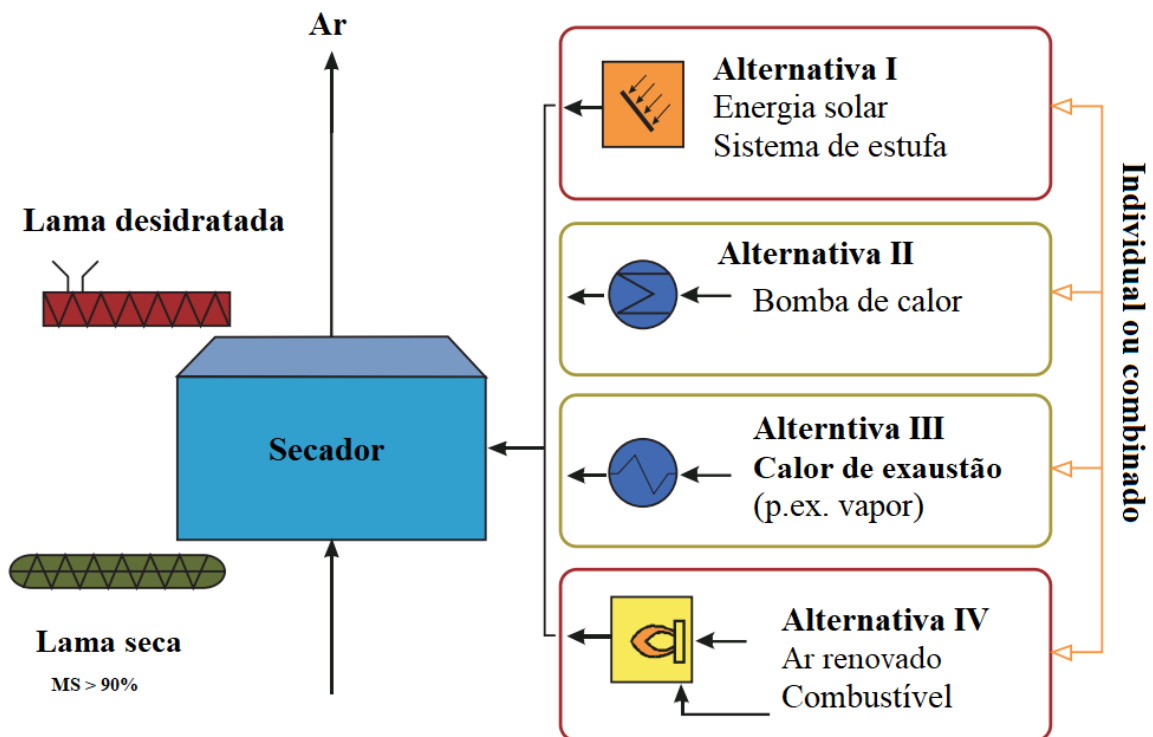 Ar
Lama desidratada
Secador
Lama seca
MS > 90%
Alternativa I
Energia solar
Sistema de estufa
Alternativa II
Bomba de calor
Alterntiva III
Calor de exaustão
(p.ex. vapor)
Alternativa IV
Ar renovado
Combustível
Individual ou combinado